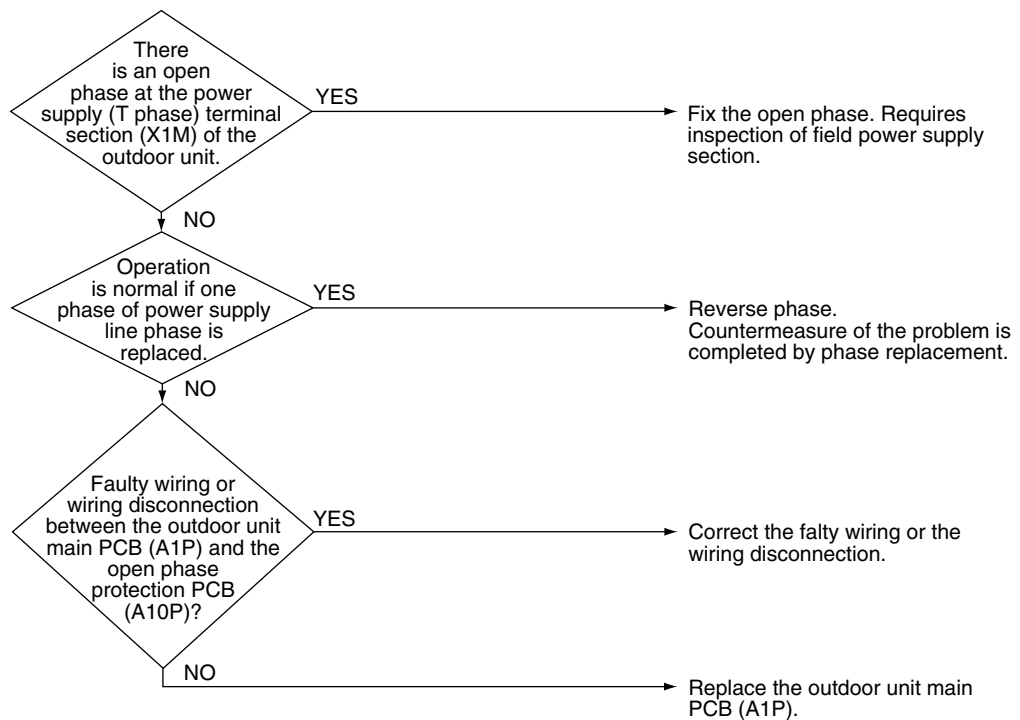 There
is an open
phase at the power
supply (T phase) terminal
section (X1M) of the
outdoor unit.
YES
Fix the open phase. Requires
inspection of field power supply
section.
NO
Operation
is normal if one
phase of power supply
line phase is
replaced.
YES
Reverse phase.
Countermeasure of the problem is
completed by phase replacement.
NO
Faulty wiring or
wiring disconnection
between the outdoor unit
main PCB (A1P) and the
open phase
protection PCB
(A10P)?
YES
Correct the falty wiring or the
wiring disconnection.
NO
Replace the outdoor unit main
PCB (A1P).